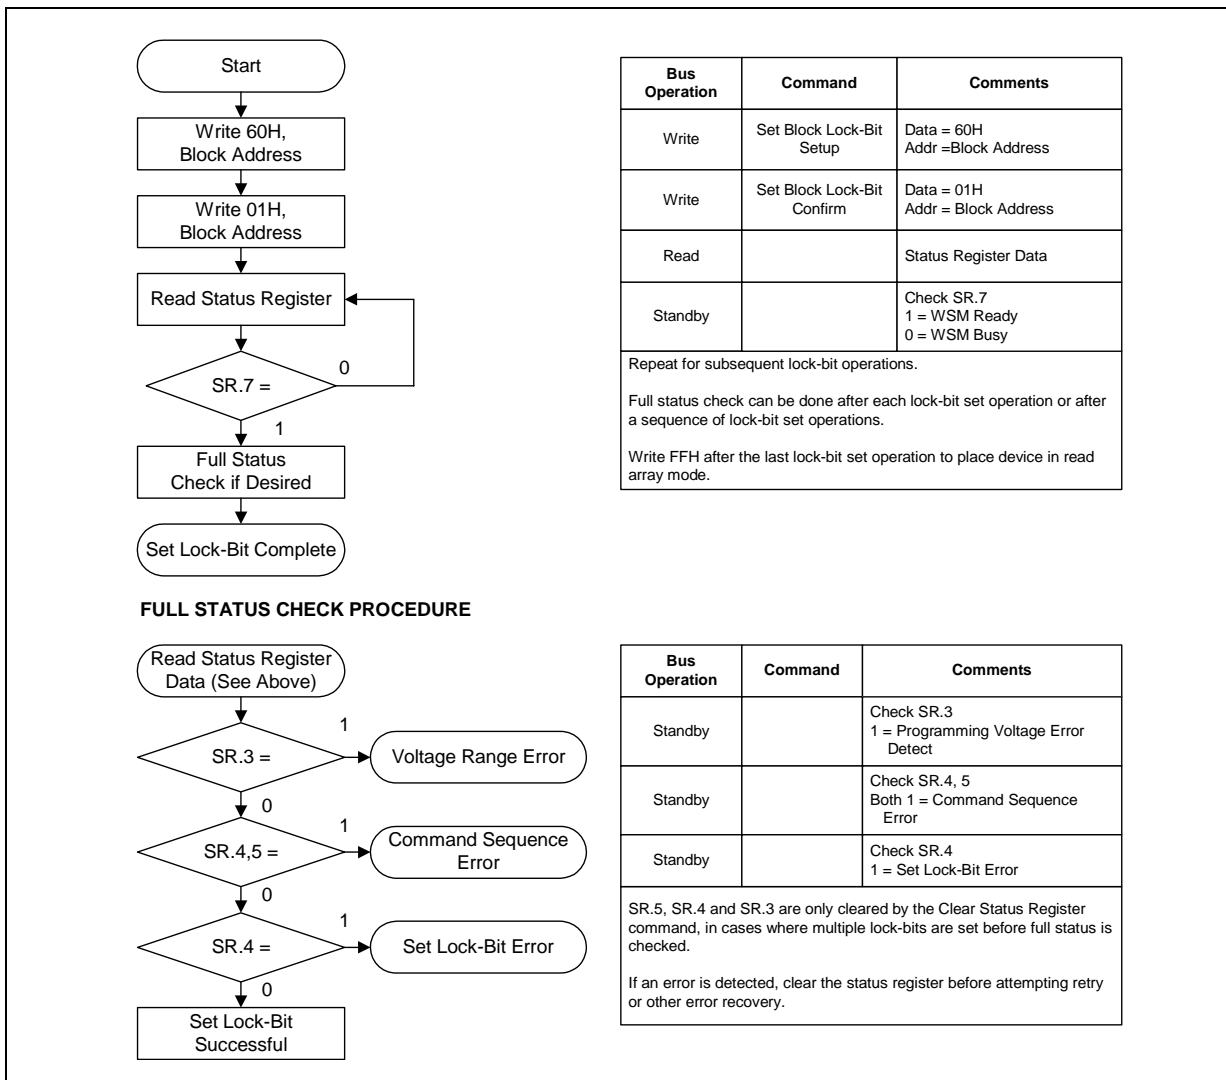 Start
Write 60H,
Block Address
Write 01H,
Block Address
Read Status Register
SR.7 =
0
1
Full Status
Check if Desired
Set Lock-Bit Complete
Bus
Operation
Command
Comments
Write
Set Block Lock-Bit
Setup
Data = 60H
Addr =Block Address
Write
Set Block Lock-Bit
Confirm
Data = 01H
Addr = Block Address
Read
Status Register Data
Standby
Check SR.7
1 = WSM Ready
0 = WSM Busy
Repeat for subsequent lock-bit operations.
Full status check can be done after each lock-bit set operation or after
a sequence of lock-bit set operations.
Write FFH after the last lock-bit set operation to place device in read
array mode.
FULL STATUS CHECK PROCEDURE
Read Status Register
Data (See Above)
SR.3 =
1
Voltage Range Error
0
SR.4,5 =
1
Command Sequence
Error
0
SR.4 =
1
Set Lock-Bit Error
0
Set Lock-Bit
Successful
Bus
Operation
Command
Comments
Standby
Check SR.3
1 = Programming Voltage Error
Detect
Standby
Check SR.4, 5
Both 1 = Command Sequence
Error
Standby
Check SR.4
1 = Set Lock-Bit Error
SR.5, SR.4 and SR.3 are only cleared by the Clear Status Register
command, in cases where multiple lock-bits are set before full status is
checked.
If an error is detected, clear the status register before attempting retry
or other error recovery.